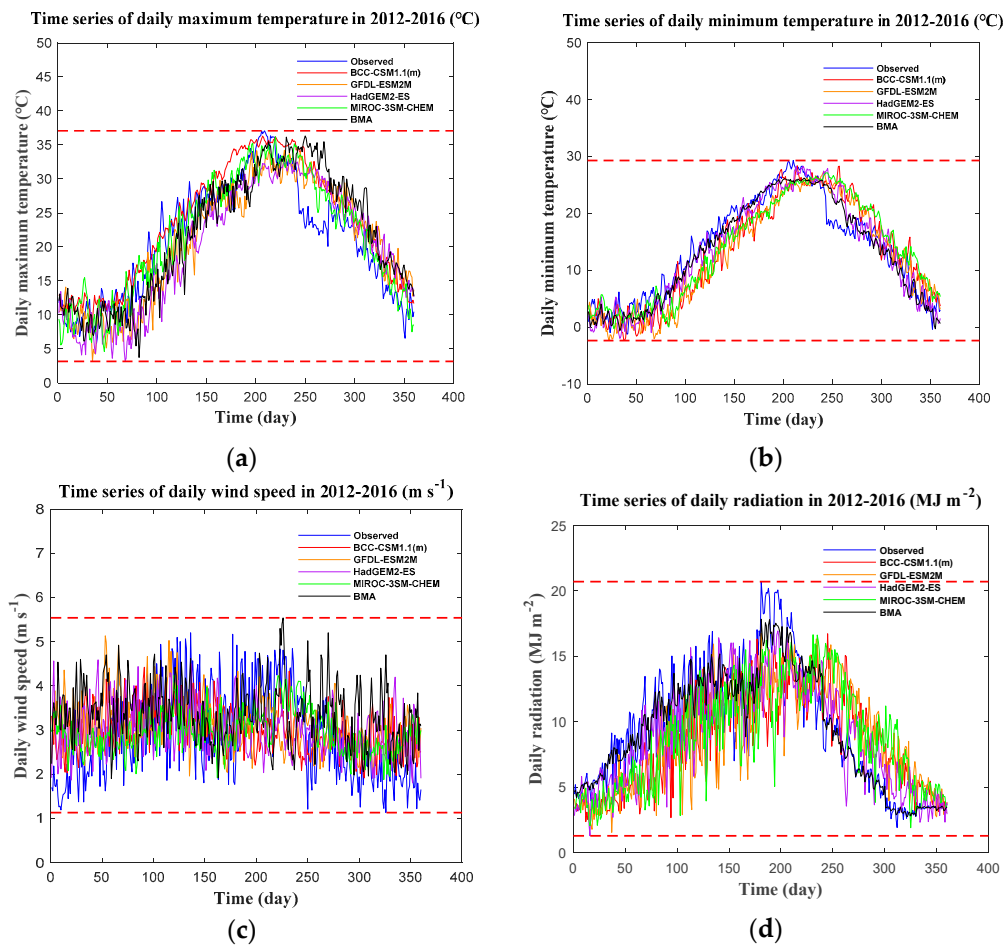 Time series of daily maximum temperature in 2012-2016 (°C)
50
45
40
35
30
25
20
15
10
5
0
Daily maximum temperature (°C)
Observed
BCC-CSM1.1(m)
GFDL-ESM2M
HadGEM2-ES
MIROC-3SM-CHEM
BMA
0 50 100 150 200 250 300 350 400
Time (day)
(a)
Time series of daily minimum temperature in 2012-2016 (°C)
50
40
30
20
10
0
-10
Daily minimum temperature (°C)
Observed
BCC-CSM1.1(m)
GFDL-ESM2M
HadGEM2-ES
MIROC-3SM-CHEM
BMA
0 50 100 150 200 250 300 350 400
Time (day)
(b)
Time series of daily wind speed in 2012-2016 (m s⁻¹)
8
7
6
5
4
3
2
1
0
Daily wind speed (m s⁻¹)
Observed
BCC-CSM1.1(m)
GFDL-ESM2M
HadGEM2-ES
MIROC-3SM-CHEM
BMA
0 50 100 150 200 250 300 350 400
Time (day)
(c)
Time series of daily radiation in 2012-2016 (MJ m⁻²)
25
20
15
10
5
0
Daily radiation (MJ m⁻²)
Observed
BCC-CSM1.1(m)
GFDL-ESM2M
HadGEM2-ES
MIROC-3SM-CHEM
BMA
0 50 100 150 200 250 300 350 400
Time (day)
(d)